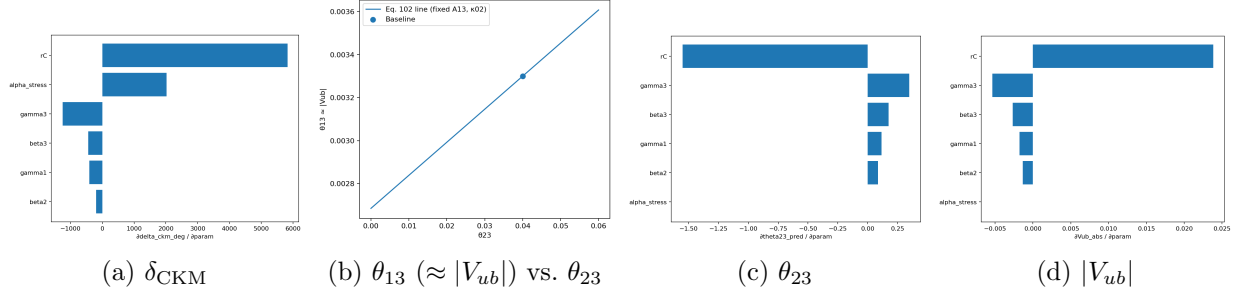 rC
alpha_stress
gamma3
beta3
gamma1
beta2
−1000 0 1000 2000 3000 4000 5000 6000
∂delta_ckm_deg / ∂param
(a) δCKM
Eq. 102 line (fixed A13, κ02)
Baseline
0.0036
0.0034
0.0032
0.0030
0.0028
θ13 ≈ |Vub|
0.00 0.01 0.02 0.03 0.04 0.05 0.06
θ23
(b) θ13 (≈ |Vub|) vs. θ23
rC
gamma3
beta3
gamma1
beta2
alpha_stress
−1.50 −1.25 −1.00 −0.75 −0.50 −0.25 0.00 0.25
∂theta23_pred / ∂param
(c) θ23
rC
gamma3
beta3
gamma1
beta2
alpha_stress
−0.005 0.000 0.005 0.010 0.015 0.020 0.025
∂Vub_abs / ∂param
(d) |Vub|